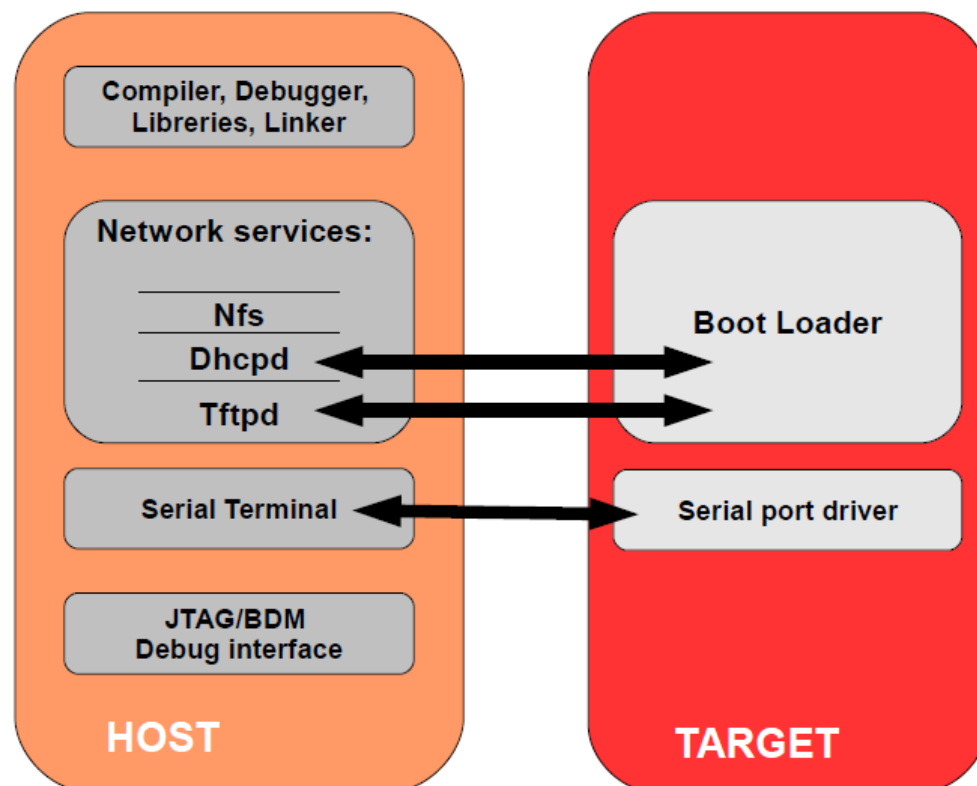 Compiler, Debugger,
Libreries, Linker
Network services:
Nfs
Dhcpd
Tftpd
Serial Terminal
JTAG/BDM
Debug interface
HOST
Boot Loader
Serial port driver
TARGET